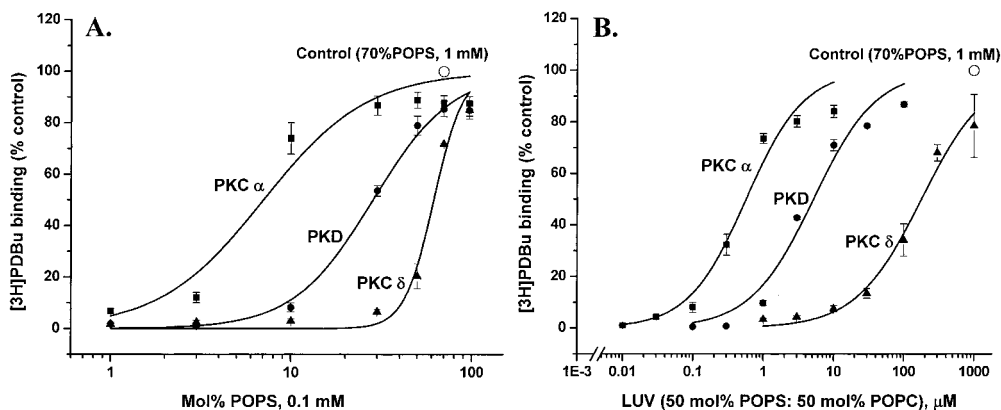 A.
Control (70%POPS, 1 mM)
[3H]PDBu binding (% control)
120
100
80
60
40
20
0
PKC α
PKD
PKC δ
1
10
100
Mol% POPS, 0.1 mM
B.
Control (70%POPS, 1 mM)
[3H]PDBu binding (% control)
120
100
80
60
40
20
0
PKC α
PKD
PKC δ
1E-3
0.01
0.1
1
10
100
1000
LUV (50 mol% POPS: 50 mol% POPC), μM